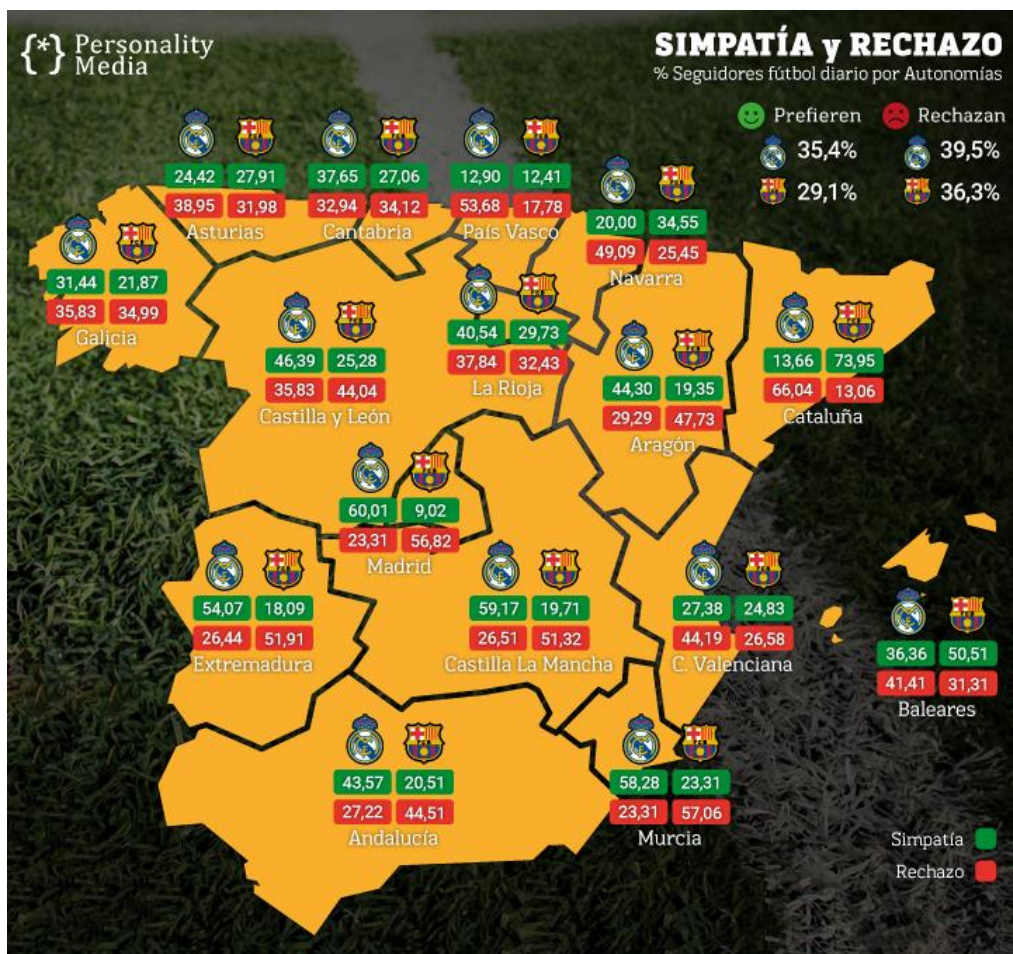 {*} Personality
Media
SIMPATÍA y RECHAZO
% Seguidores fútbol diario por Autonomías
Prefieren Rechazan
35,4% 39,5%
29,1% 36,3%
24,42 27,91
38,95 31,98
Asturias
37,65 27,06
32,94 34,12
Cantabria
12,90 12,41
53,68 17,78
País Vasco
20,00 34,55
49,09 25,45
Navarra
31,44 21,87
35,83 34,99
Galicia
46,39 25,28
35,83 44,04
Castilla y León
40,54 29,73
37,84 32,43
La Rioja
44,30 19,35
29,29 47,73
Aragón
13,66 73,95
66,04 13,06
Cataluña
60,01 9,02
23,31 56,82
Madrid
54,07 18,09
26,44 51,91
Extremadura
59,17 19,71
26,51 51,32
Castilla La Mancha
27,38 24,83
44,19 26,58
C. Valenciana
36,36 50,51
41,41 31,31
Baleares
43,57 20,51
27,22 44,51
Andalucía
58,28 23,31
23,31 57,06
Murcia
Simpatía
Rechazo